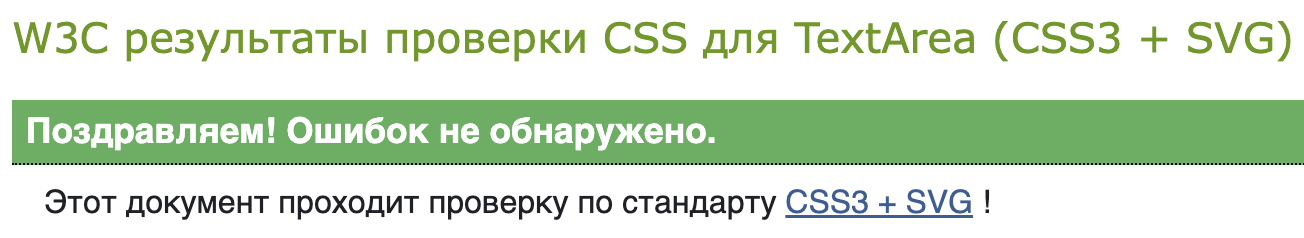 W3C результаты проверки CSS для TextArea (CSS3 + SVG)
Поздравляем! Ошибок не обнаружено.
Этот документ проходит проверку по стандарту CSS3 + SVG !